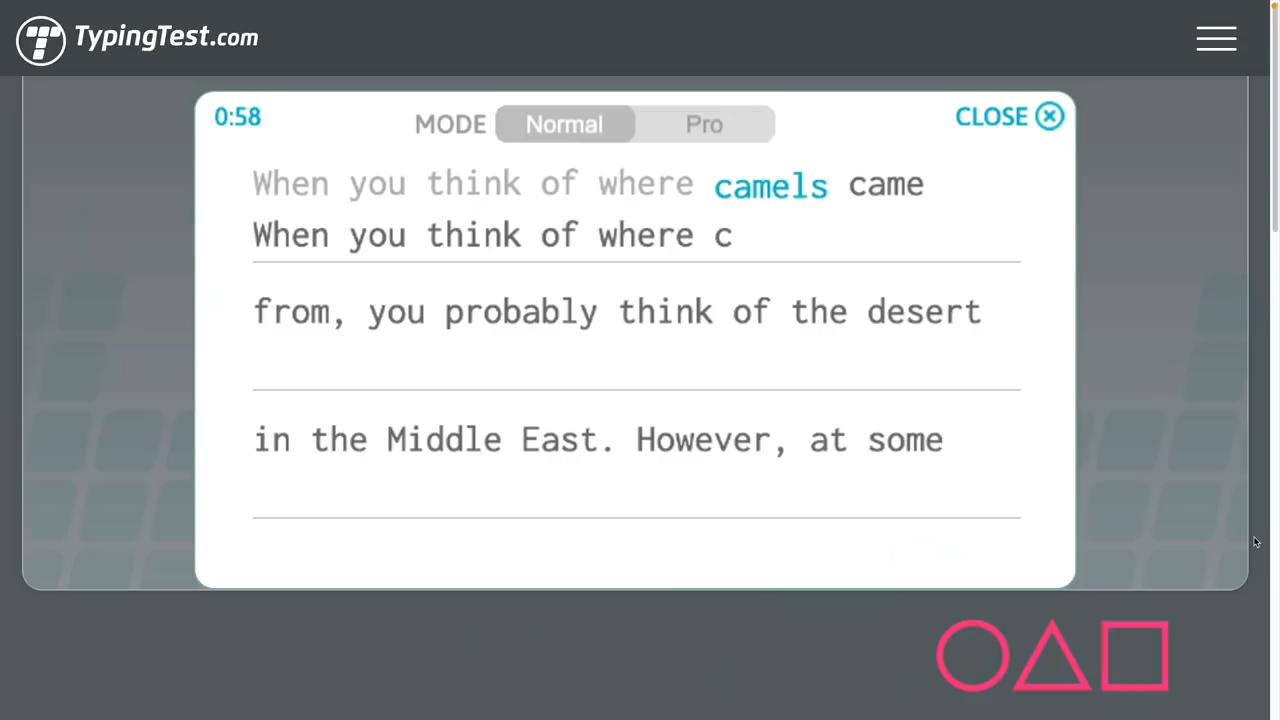 TypingTest.com
0:58 MODE Normal Pro CLOSE
When you think of where camels came
When you think of where c
from, you probably think of the desert
in the Middle East. However, at some